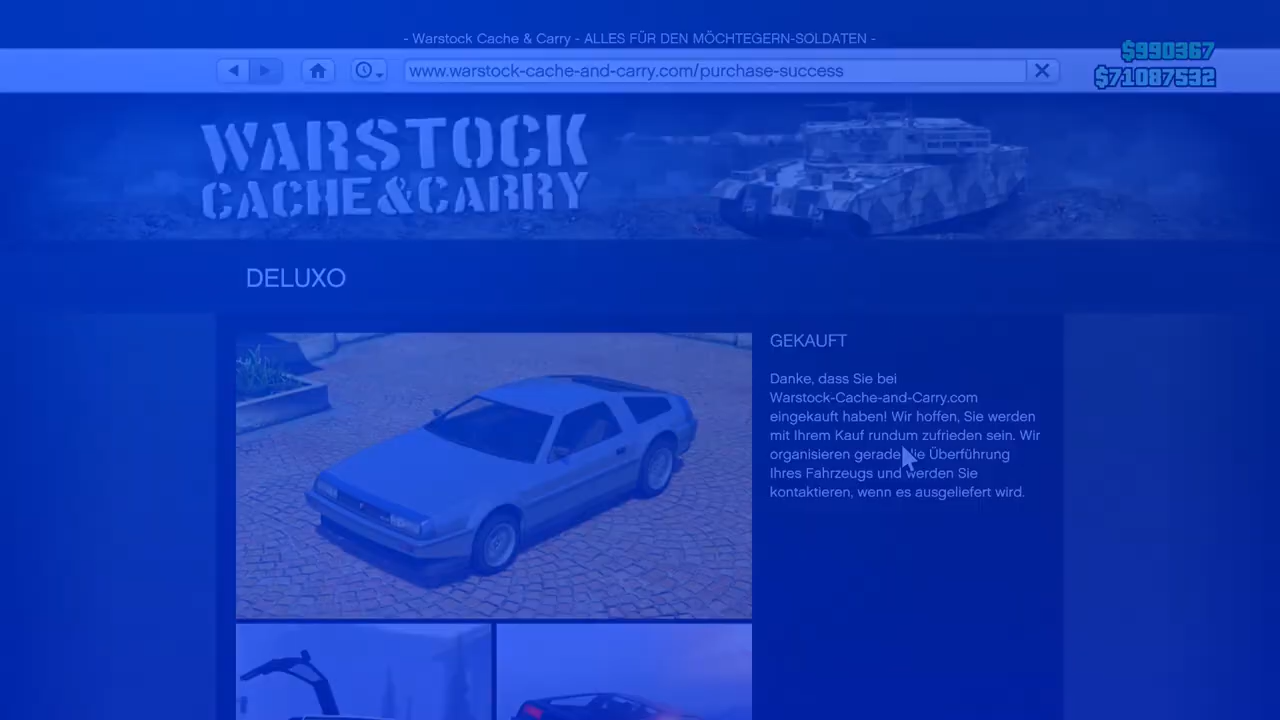 - Warstock Cache & Carry - ALLES FÜR DEN MÖCHTEGERN-SOLDATEN -
$990367
www.warstock-cache-and-carry.com/purchase-success
$71087532
WARSTOCK
CACHE&CARRY
DELUXO
GEKAUFT
Danke, dass Sie bei
Warstock-Cache-and-Carry.com
eingekauft haben! Wir hoffen, Sie werden
mit Ihrem Kauf rundum zufrieden sein. Wir
organisieren gerade die Überführung
Ihres Fahrzeugs und werden Sie
kontaktieren, wenn es ausgeliefert wird.